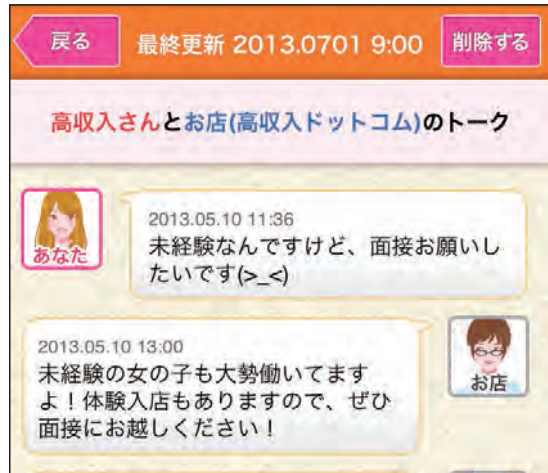 戻る
最終更新 2013.0701 9:00
削除する
高収入さんとお店(高収入ドットコム)のトーク
あなた
2013.05.10 11:36
未経験なんですけど、面接お願いし
たいです(>_<)
2013.05.10 13:00
未経験の女の子も大勢働いてます
よ！体験入店もありますので、ぜひ
面接にお越しください！
お店